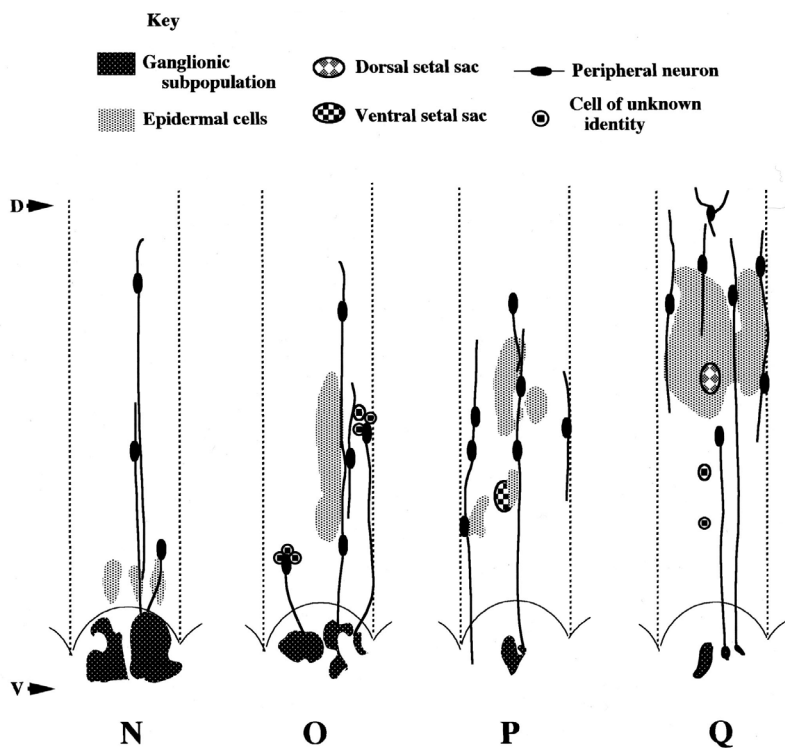 Key
Ganglionic
subpopulation
Dorsal setal sac
Peripheral neuron
Epidermal cells
Ventral setal sac
Cell of unknown
identity
D
V
N O P Q